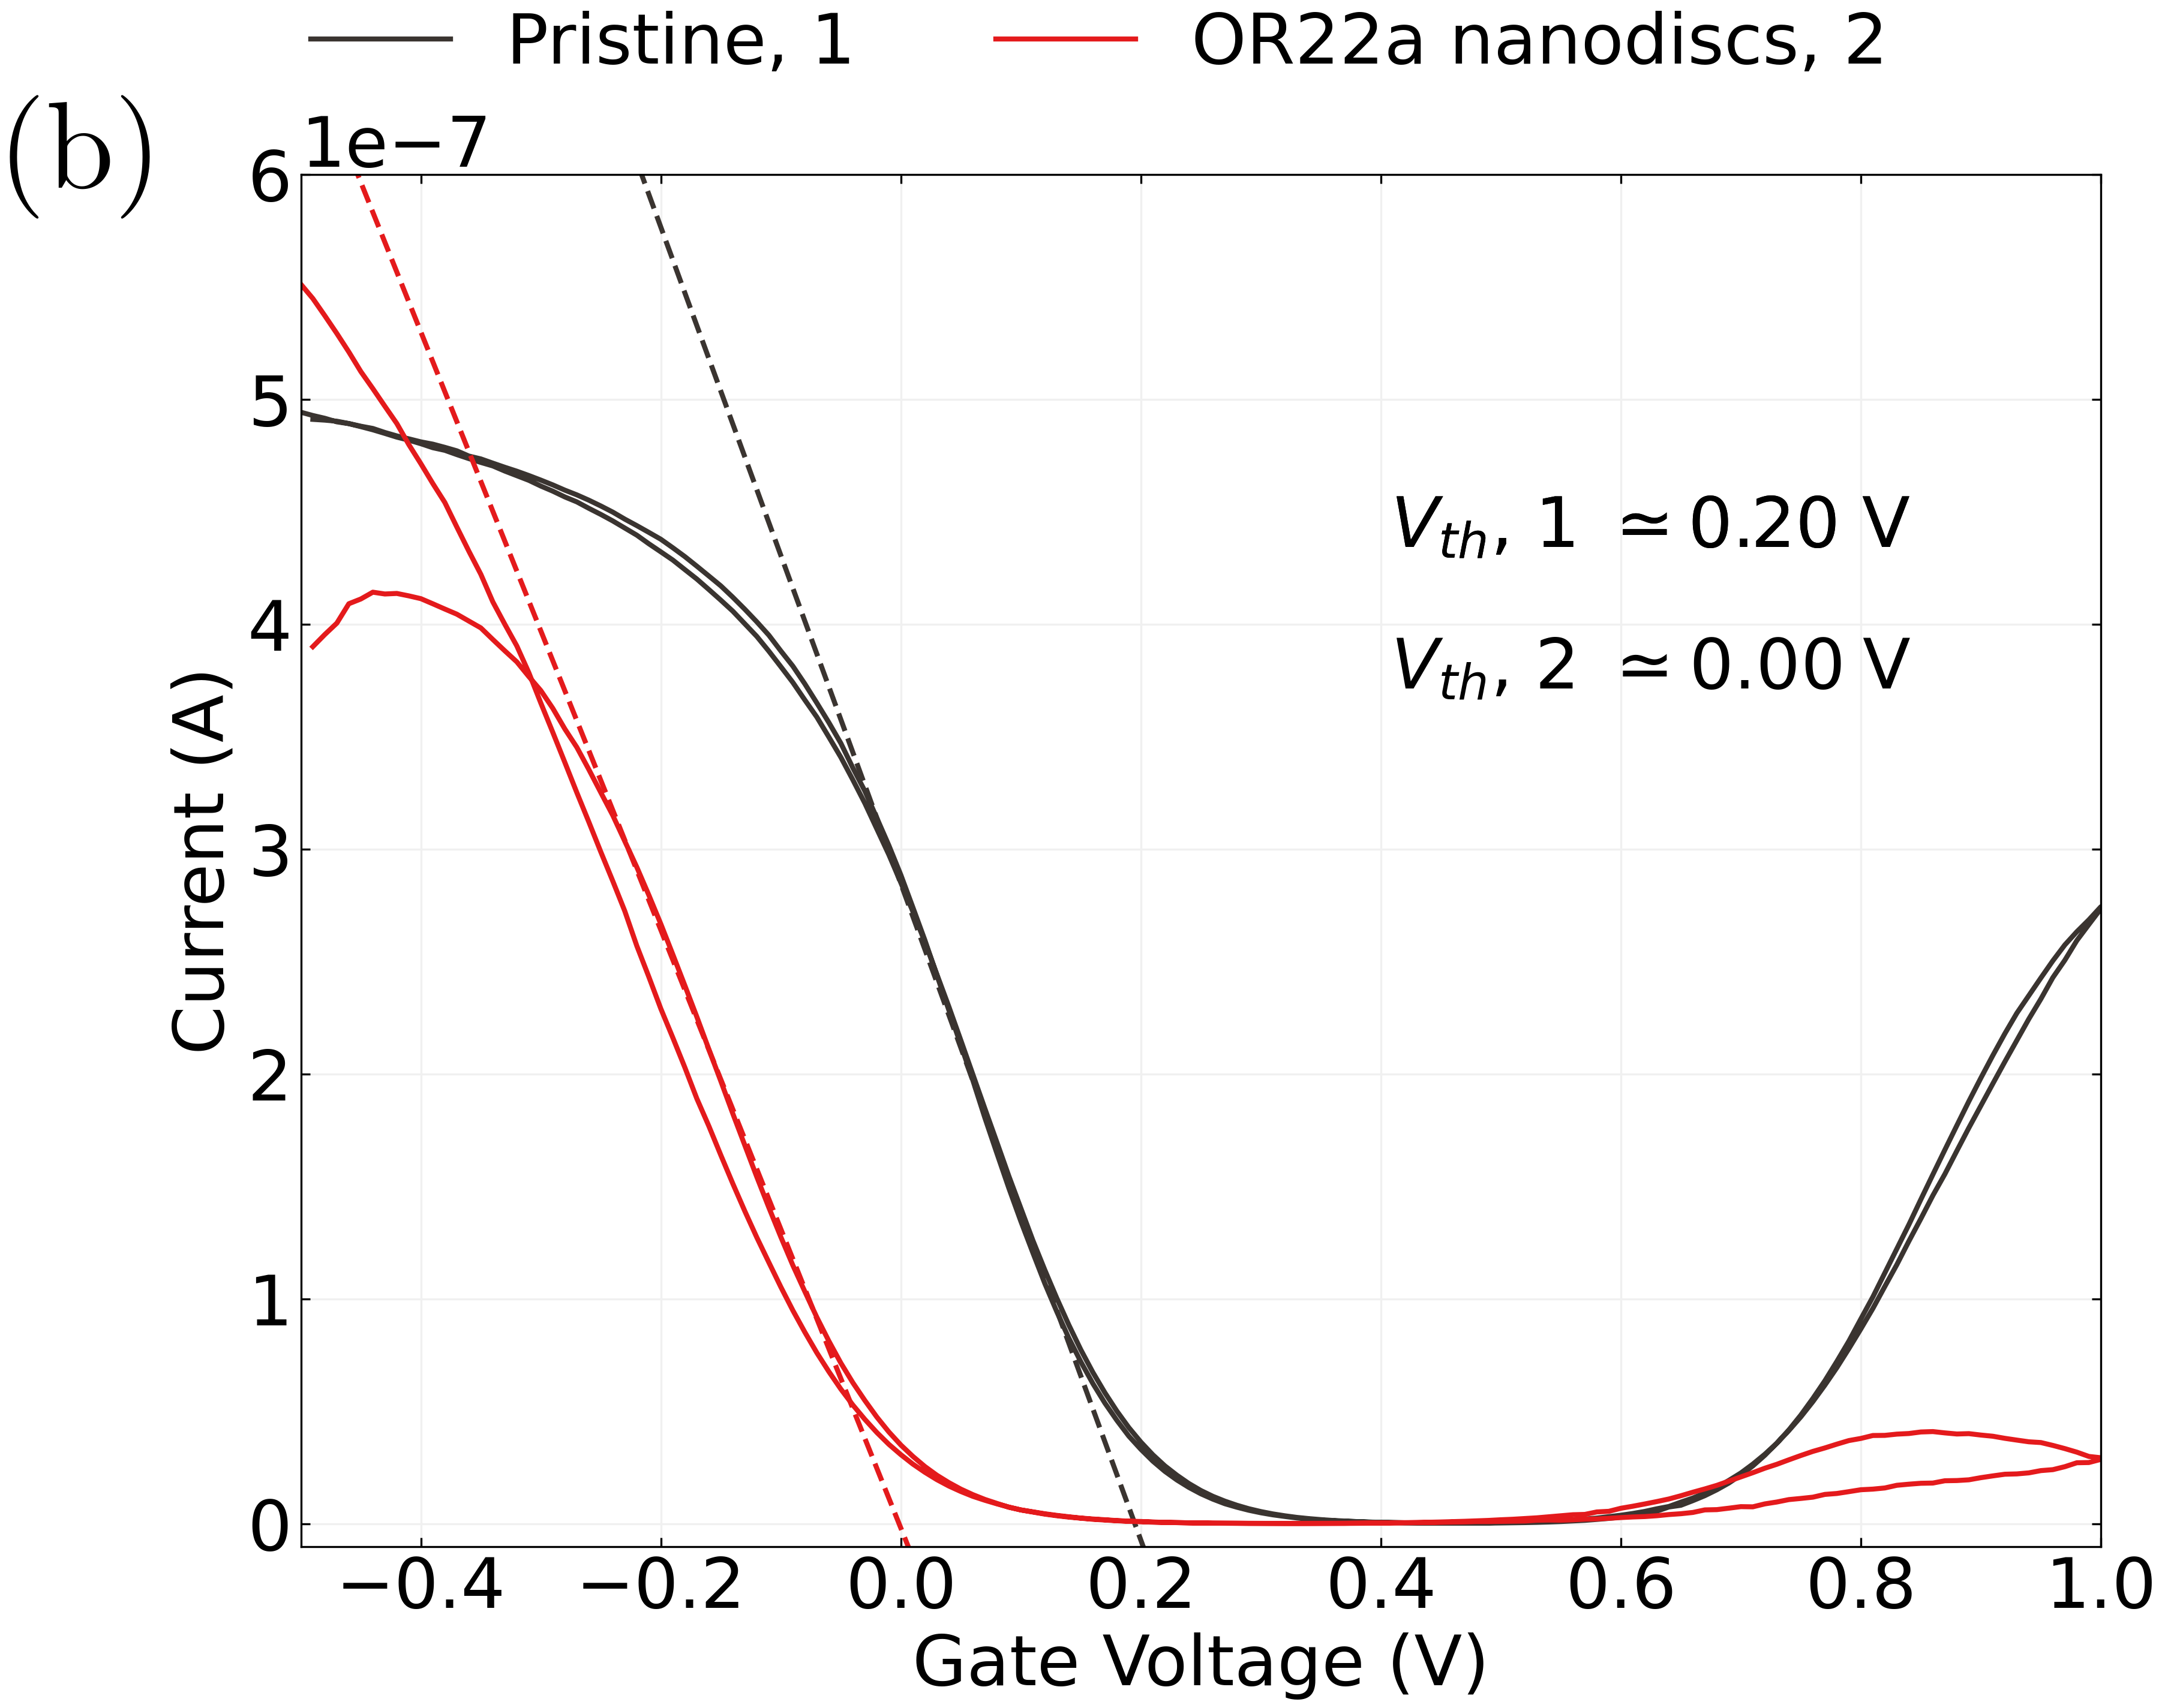 Pristine, 1
OR22a nanodiscs, 2
(b)
1e−7
6
5
4
3
2
1
0
Current (A)
V_th, 1 ≃ 0.20 V
V_th, 2 ≃ 0.00 V
−0.4 −0.2 0.0 0.2 0.4 0.6 0.8 1.0
Gate Voltage (V)